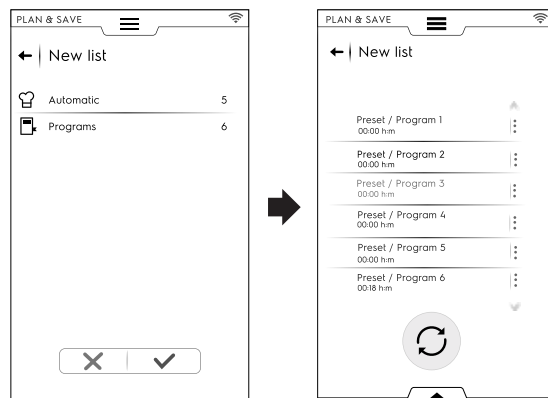 PLAN & SAVE
New list
Automatic 5
Programs 6
PLAN & SAVE
New list
Preset / Program 1
00:00 h:m
Preset / Program 2
00:00 h:m
Preset / Program 3
00:00 h:m
Preset / Program 4
00:00 h:m
Preset / Program 5
00:00 h:m
Preset / Program 6
00:18 h:m